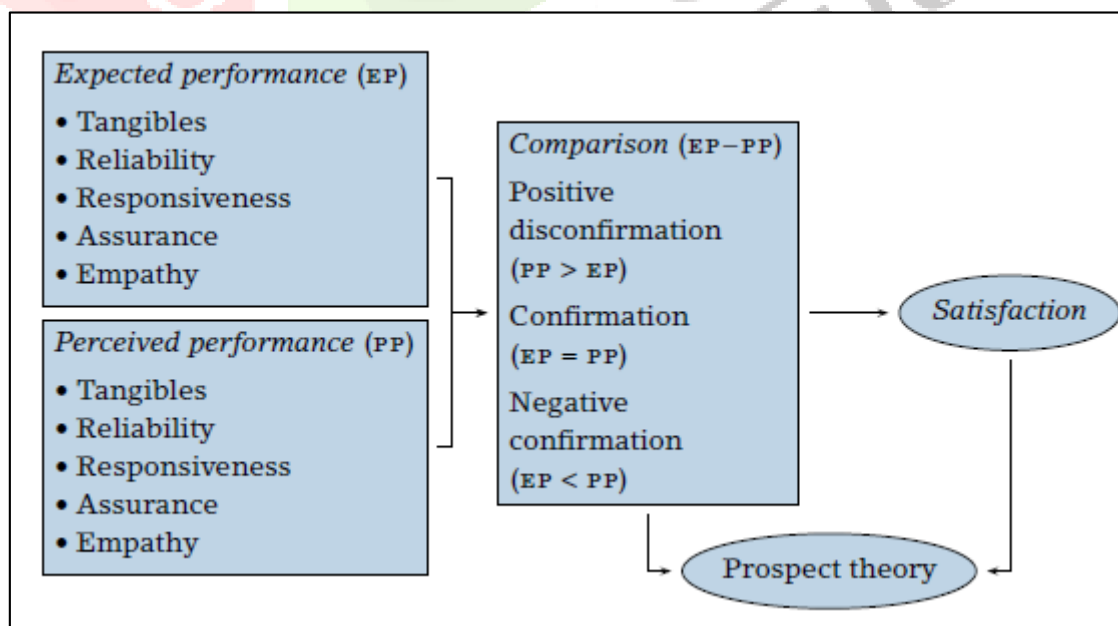 Expected performance (EP)
• Tangibles
• Reliability
• Responsiveness
• Assurance
• Empathy
Perceived performance (PP)
• Tangibles
• Reliability
• Responsiveness
• Assurance
• Empathy
Comparison (EP–PP)
Positive
disconfirmation
(PP > EP)
Confirmation
(EP = PP)
Negative
confirmation
(EP < PP)
Satisfaction
Prospect theory